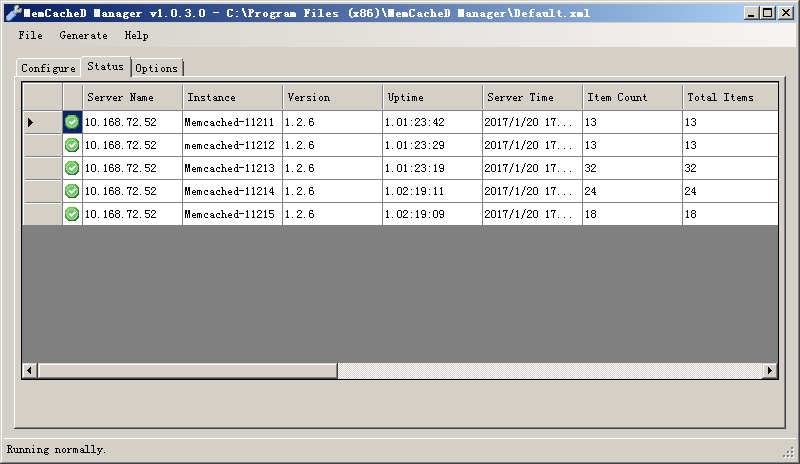 MemCacheD Manager v1.0.3.0 - C:\Program Files (x86)\MemCacheD Manager\Default.xml
File Generate Help
Configure Status Options
Server Name Instance Version Uptime Server Time Item Count Total Items
10.168.72.52 Memcached-11211 1.2.6 1.01:23:42 2017/1/20 17... 13 13
10.168.72.52 memcached-11212 1.2.6 1.01:23:29 2017/1/20 17... 13 13
10.168.72.52 Memcached-11213 1.2.6 1.01:23:19 2017/1/20 17... 32 32
10.168.72.52 Memcached-11214 1.2.6 1.02:19:11 2017/1/20 17... 24 24
10.168.72.52 Memcached-11215 1.2.6 1.02:19:09 2017/1/20 17... 18 18
Running normally.